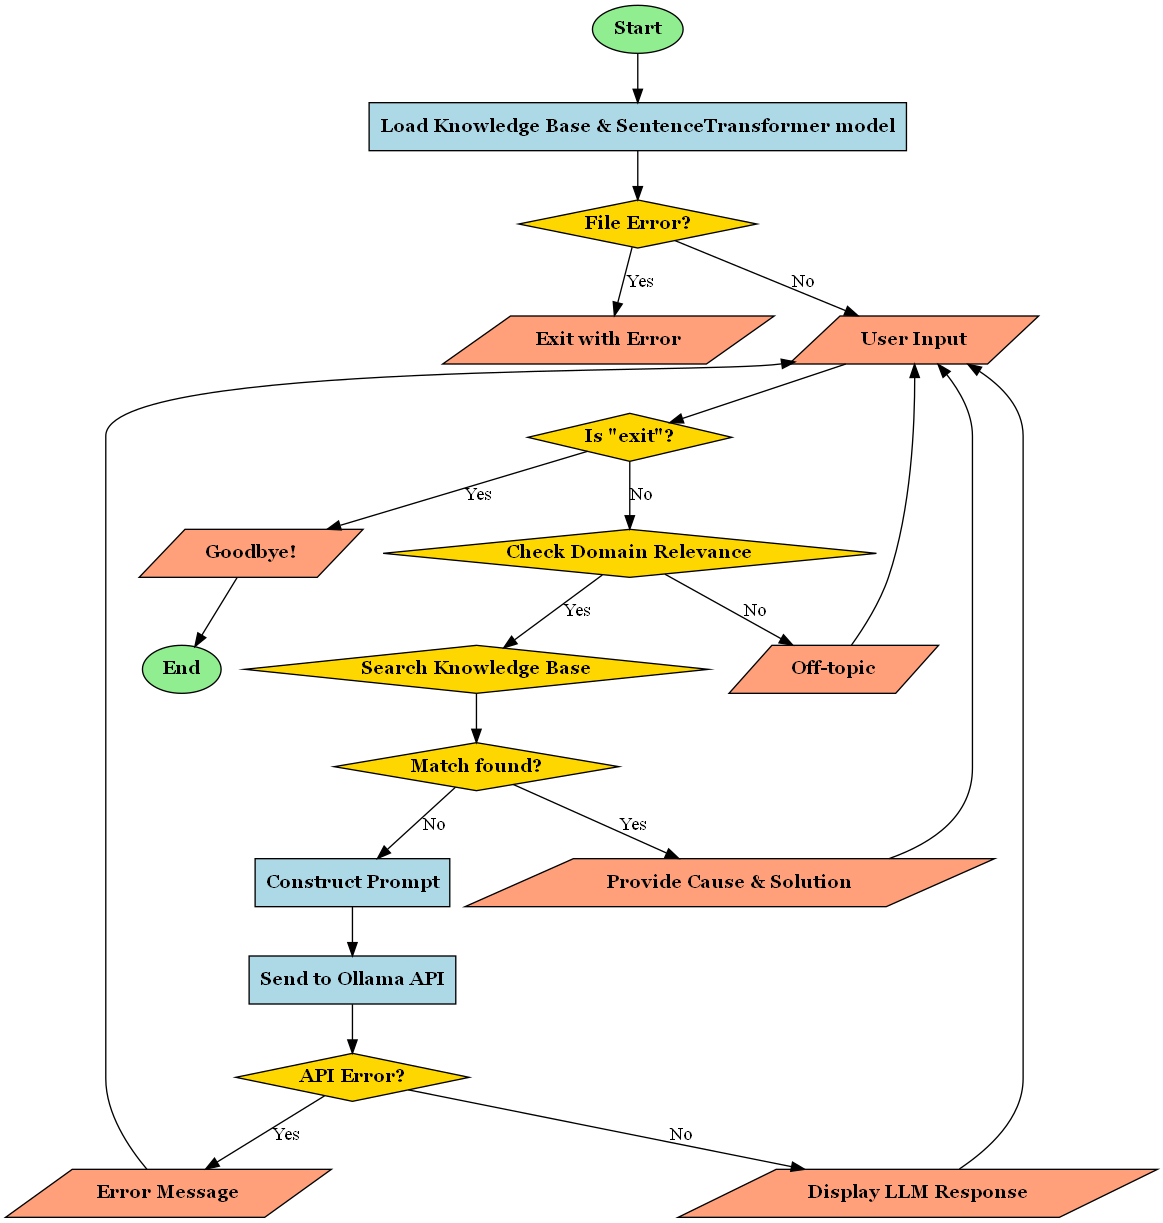 Start
Load Knowledge Base & SentenceTransformer model
File Error?
Yes
No
Exit with Error
User Input
Is "exit"?
Yes
No
Goodbye!
Check Domain Relevance
Yes
No
End
Search Knowledge Base
Off-topic
Match found?
No
Yes
Construct Prompt
Provide Cause & Solution
Send to Ollama API
API Error?
Yes
No
Error Message
Display LLM Response